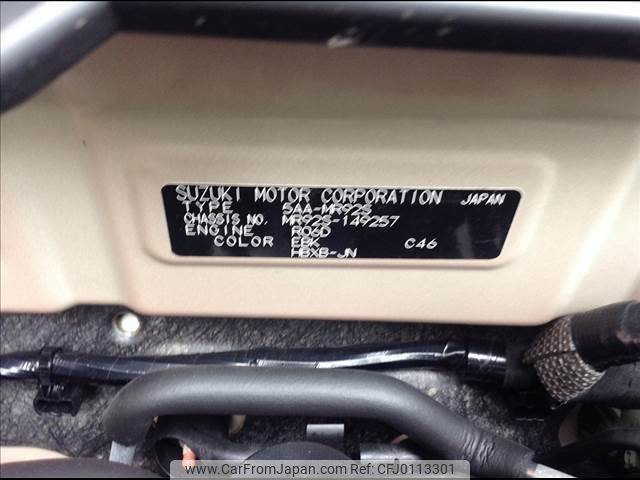 SUZUKI MOTOR CORPORATION JAPAN
TYPE 5AA-MR92S
CHASSIS NO. MR92S-149257
ENGINE R06D
COLOR EBK C46
HBXB-JN
www.CarFromJapan.com | Ref:CFJ0113301